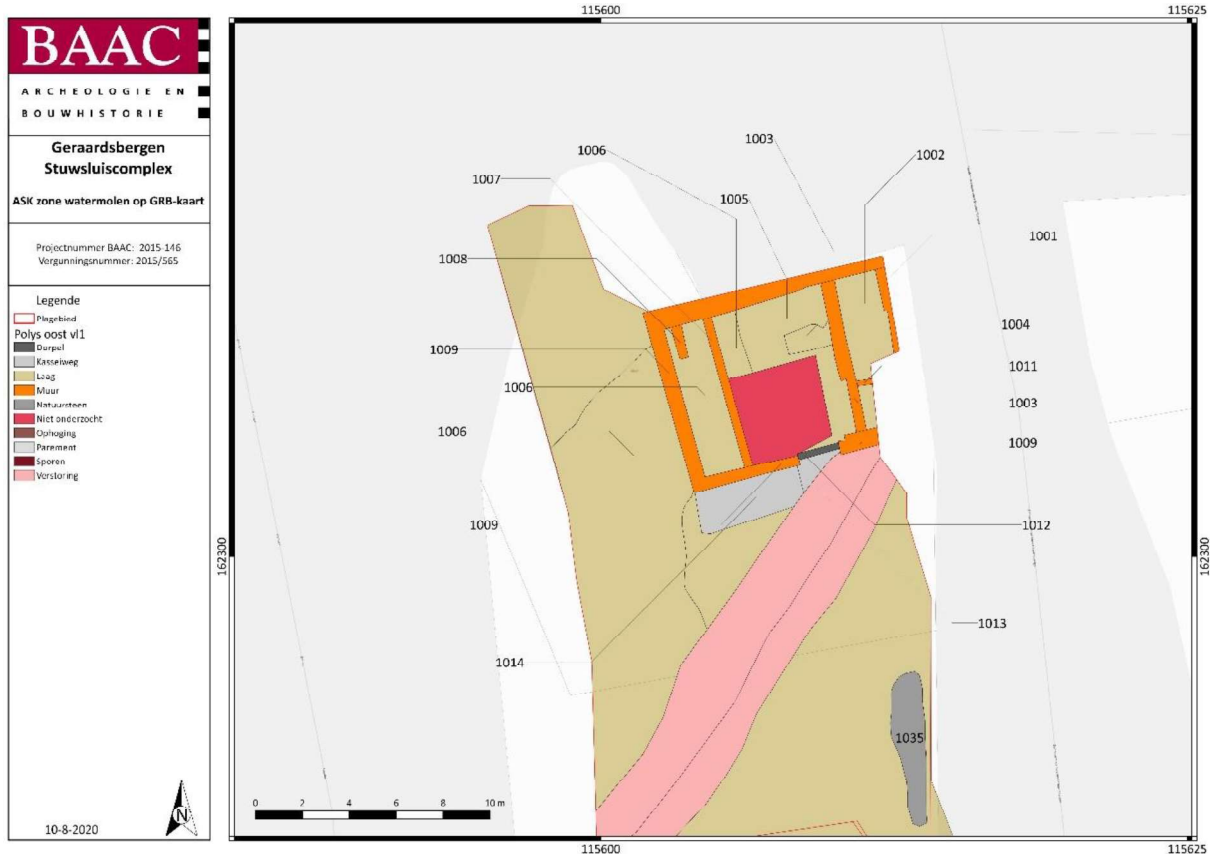 BAAC
ARCHEOLOGIE EN
BOUWHISTORIE
Geraardsbergen
Stuwsluiscomplex
ASK zone watermolen op GRB-kaart
Projectnummer BAAC: 2015-146
Vergunningsnummer: 2015/565
Legende
Polys oost vl1
Dorpel
Kasseiweg
Laag
Muur
Natuursteen
Niet onderzocht
Ophoging
Parement
Sporen
Verstoring
N
10-8-2020
115600
115625
162300
162300
115600
115625
1006
1003
1002
1007
1005
1001
1008
1004
1009
1011
1006
1003
1006
1009
1009
1012
1013
1014
1035
0 2 4 6 8 10 m